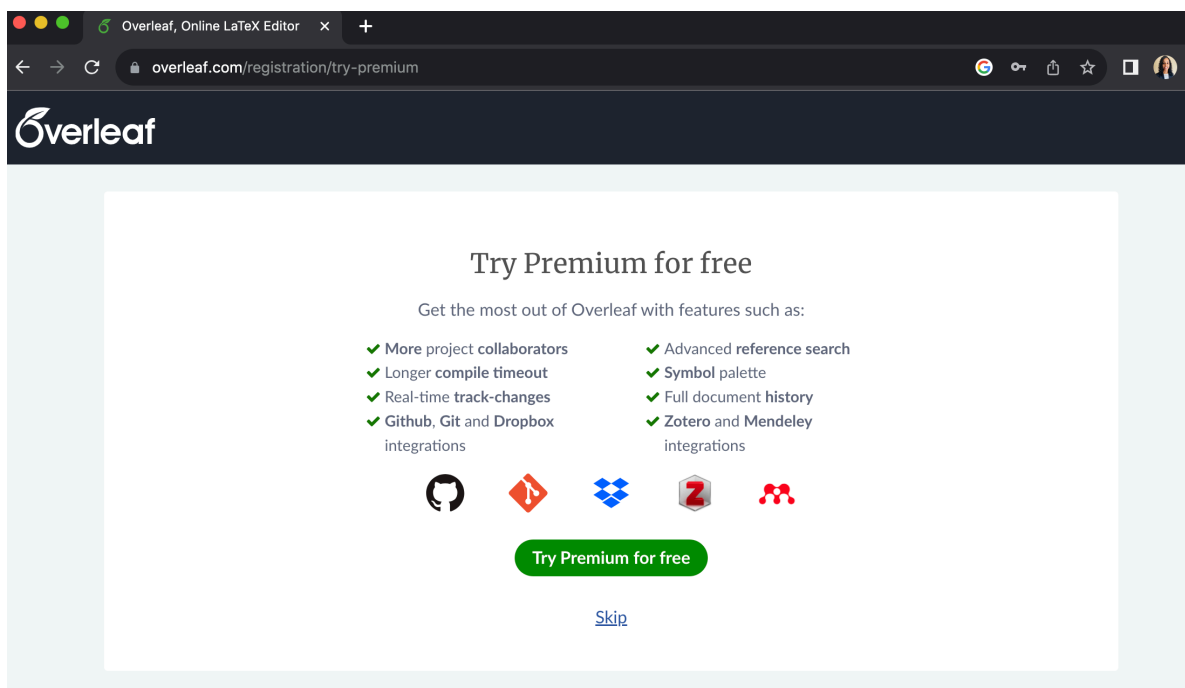 Overleaf, Online LaTeX Editor
overleaf.com/registration/try-premium
Overleaf
Try Premium for free
Get the most out of Overleaf with features such as:
More project collaborators
Longer compile timeout
Real-time track-changes
Github, Git and Dropbox
integrations
Advanced reference search
Symbol palette
Full document history
Zotero and Mendeley
integrations
Z
Try Premium for free
Skip